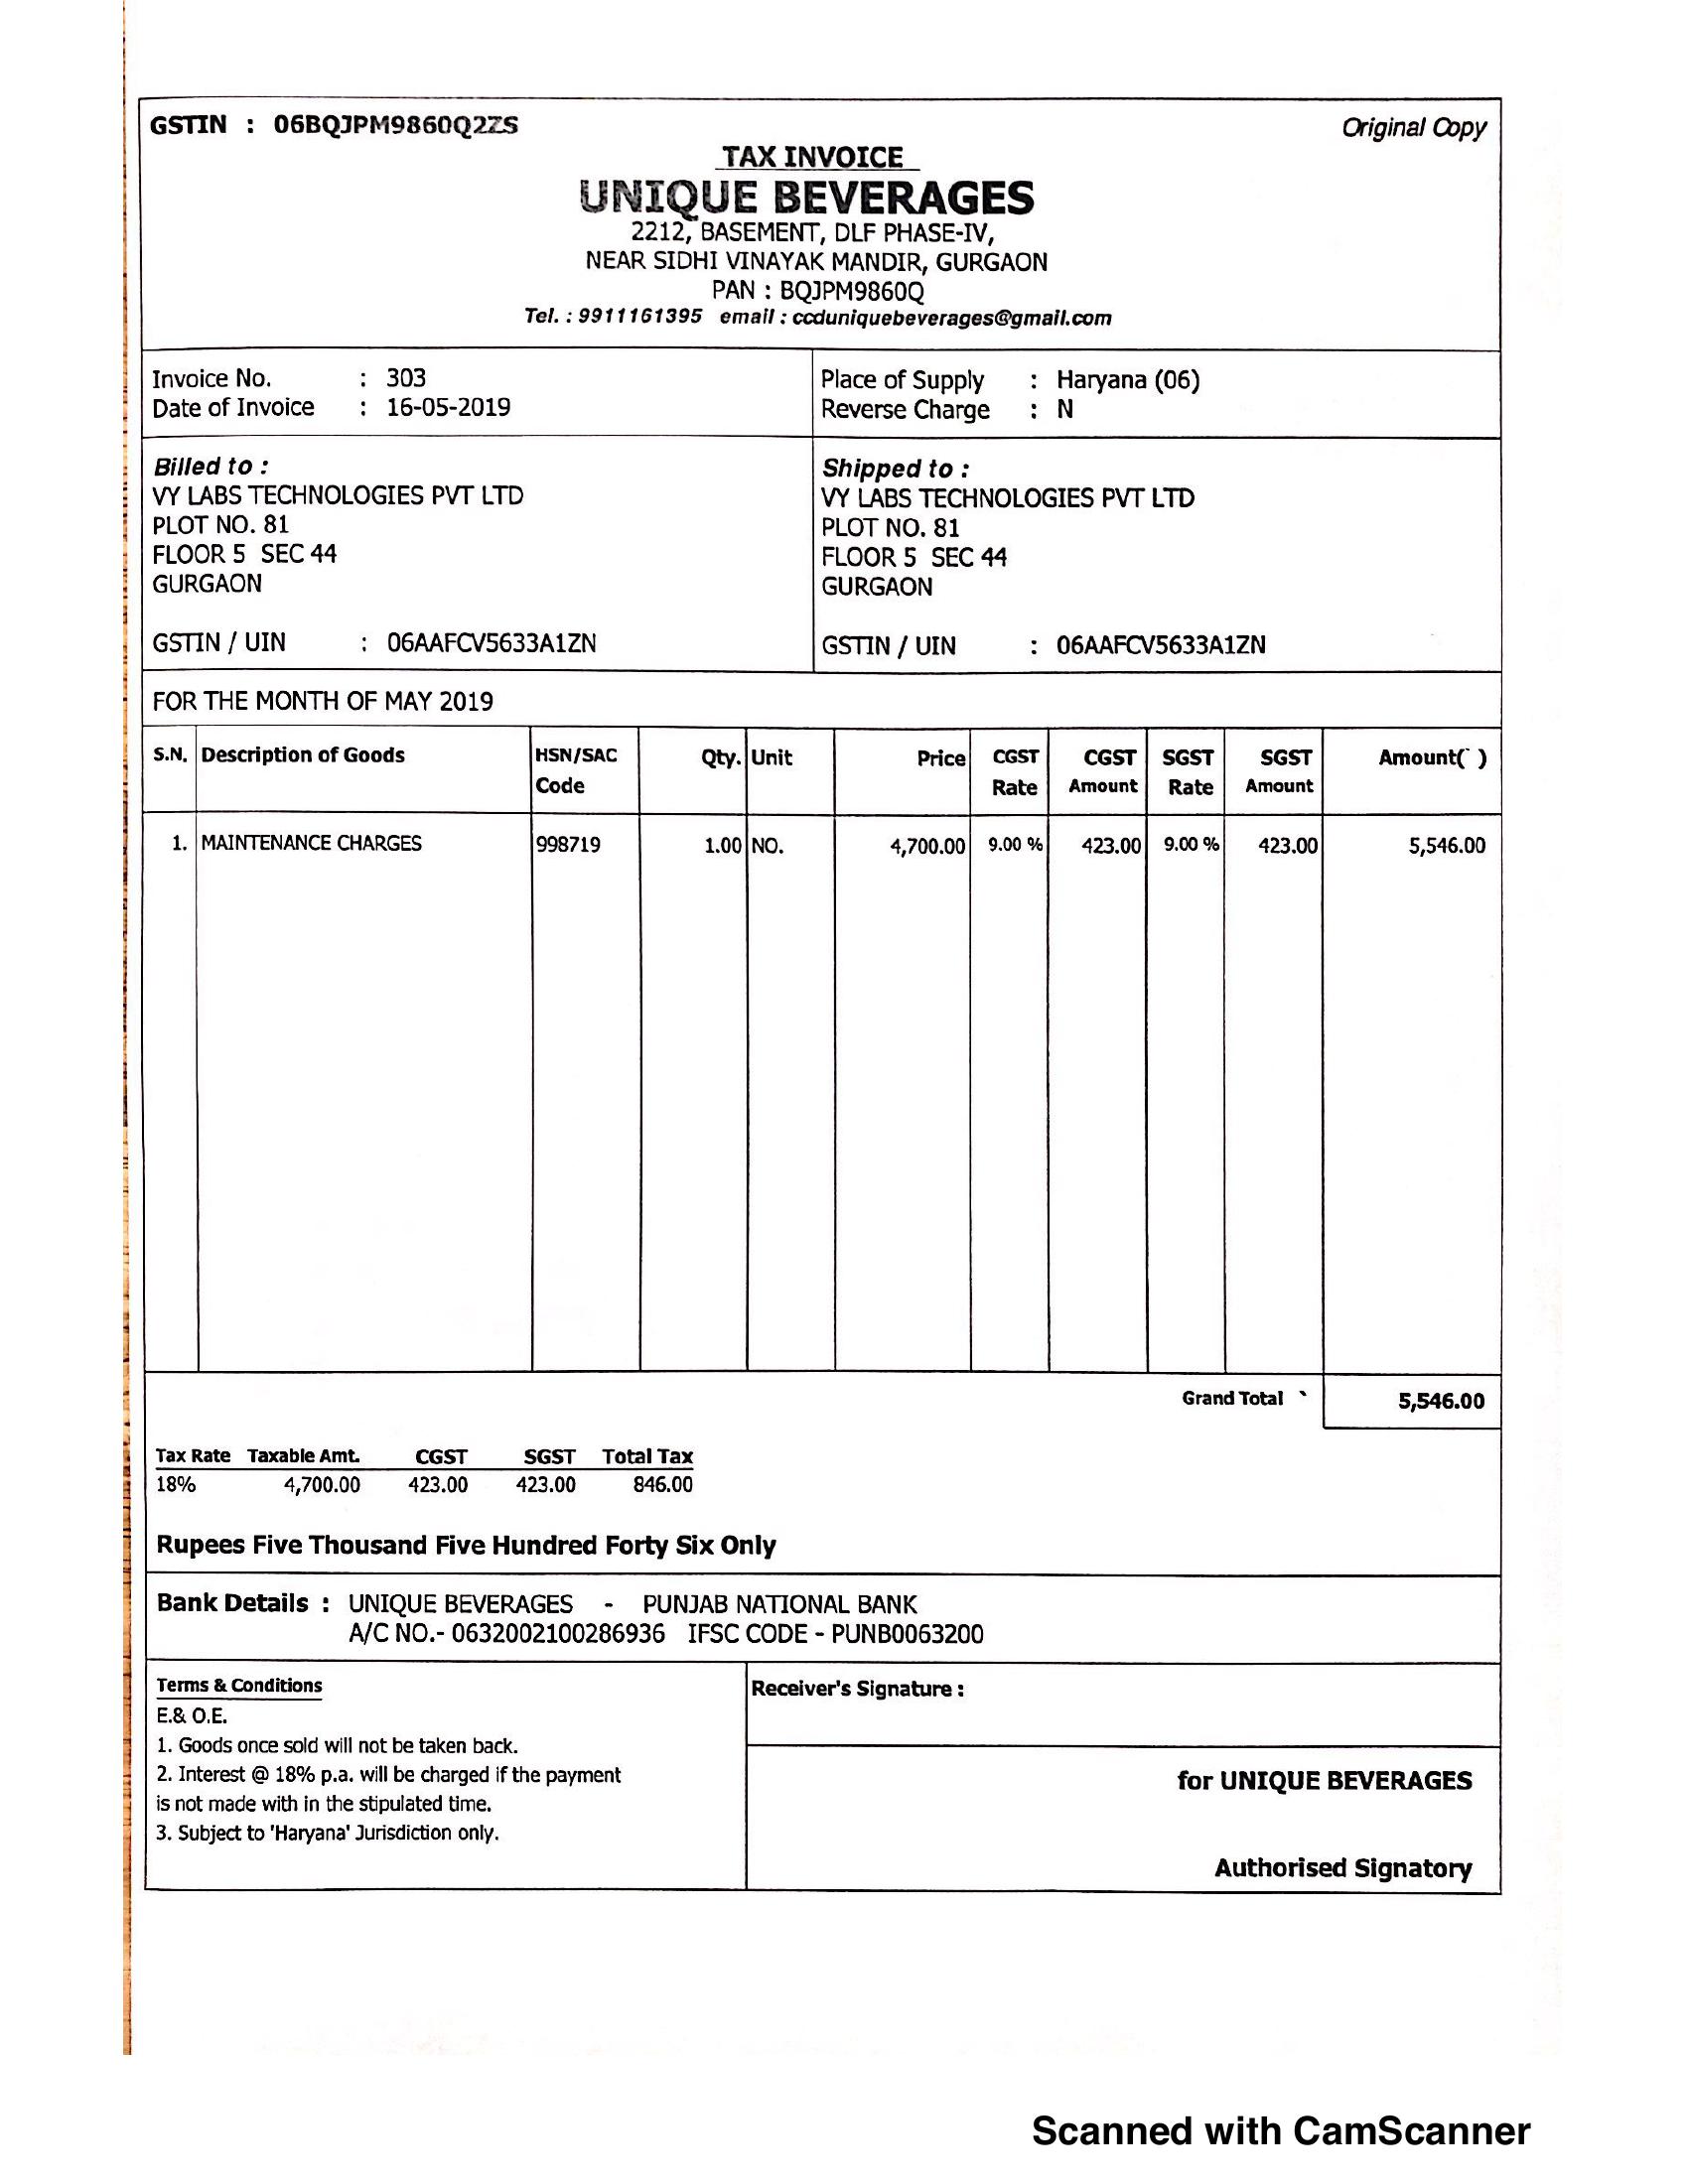 GSTIN : 06BQJPM9860Q2ZS
Original Copy
TAX INVOICE
UNIQUE BEVERAGES
2212, BASEMENT, DLF PHASE-IV,
NEAR SIDHI VINAYAK MANDIR, GURGAON
PAN : BQJPM9860Q
Tel. : 9911161395 email : ccduniquebeverages@gmail.com
Invoice No. : 303
Date of Invoice : 16-05-2019
Place of Supply : Haryana (06)
Reverse Charge : N
Billed to :
VY LABS TECHNOLOGIES PVT LTD
PLOT NO. 81
FLOOR 5 SEC 44
GURGAON
GSTIN / UIN : 06AAFCV5633A1ZN
Shipped to :
VY LABS TECHNOLOGIES PVT LTD
PLOT NO. 81
FLOOR 5 SEC 44
GURGAON
GSTIN / UIN : 06AAFCV5633A1ZN
FOR THE MONTH OF MAY 2019
S.N. Description of Goods HSN/SAC Qty. Unit Price CGST CGST SGST SGST Amount(` )
Code Rate Amount Rate Amount
1. MAINTENANCE CHARGES 998719 1.00 NO. 4,700.00 9.00 % 423.00 9.00 % 423.00 5,546.00
Grand Total ` 5,546.00
Tax Rate Taxable Amt. CGST SGST Total Tax
18% 4,700.00 423.00 423.00 846.00
Rupees Five Thousand Five Hundred Forty Six Only
Bank Details : UNIQUE BEVERAGES - PUNJAB NATIONAL BANK
A/C NO.- 0632002100286936 IFSC CODE - PUNB0063200
Terms & Conditions
E.& O.E.
1. Goods once sold will not be taken back.
2. Interest @ 18% p.a. will be charged if the payment
is not made with in the stipulated time.
3. Subject to 'Haryana' Jurisdiction only.
Receiver's Signature :
for UNIQUE BEVERAGES
Authorised Signatory
Scanned with CamScanner